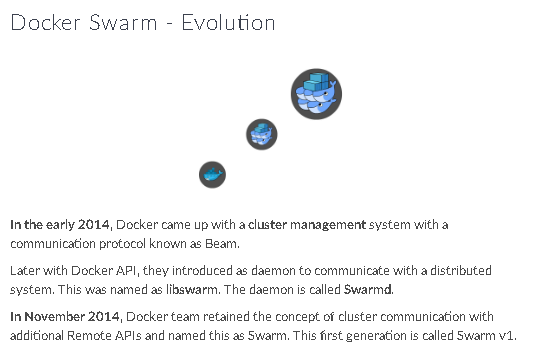 Docker Swarm - Evolution
In the early 2014, Docker came up with a cluster management system with a
communication protocol known as Beam.
Later with Docker API, they introduced as daemon to communicate with a distributed
system. This was named as libswarm. The daemon is called Swarmd.
In November 2014, Docker team retained the concept of cluster communication with
additional Remote APIs and named this as Swarm. This first generation is called Swarm v1.